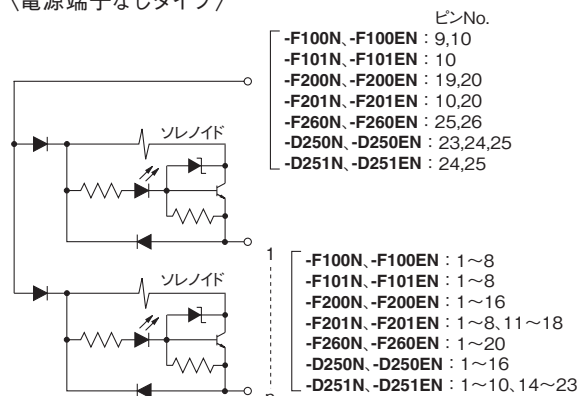 〈電源端子なしタイプ〉
ピンNo.
-F100N、-F100EN：9,10
-F101N、-F101EN：10
-F200N、-F200EN：19,20
-F201N、-F201EN：10,20
-F260N、-F260EN：25,26
-D250N、-D250EN：23,24,25
-D251N、-D251EN：24,25
ソレノイド
1
-F100N、-F100EN：1～8
ソレノイド
-F101N、-F101EN：1～8
-F200N、-F200EN：1～16
-F201N、-F201EN：1～8、11～18
-F260N、-F260EN：1～20
-D250N、-D250EN：1～16
-D251N、-D251EN：1～10、14～23
n